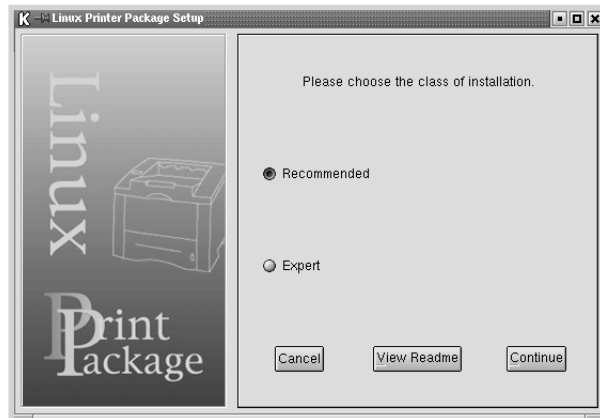 Linux Printer Package Setup
Linux
Print
Package
Please choose the class of installation.
Recommended
Expert
Cancel
View Readme
Continue